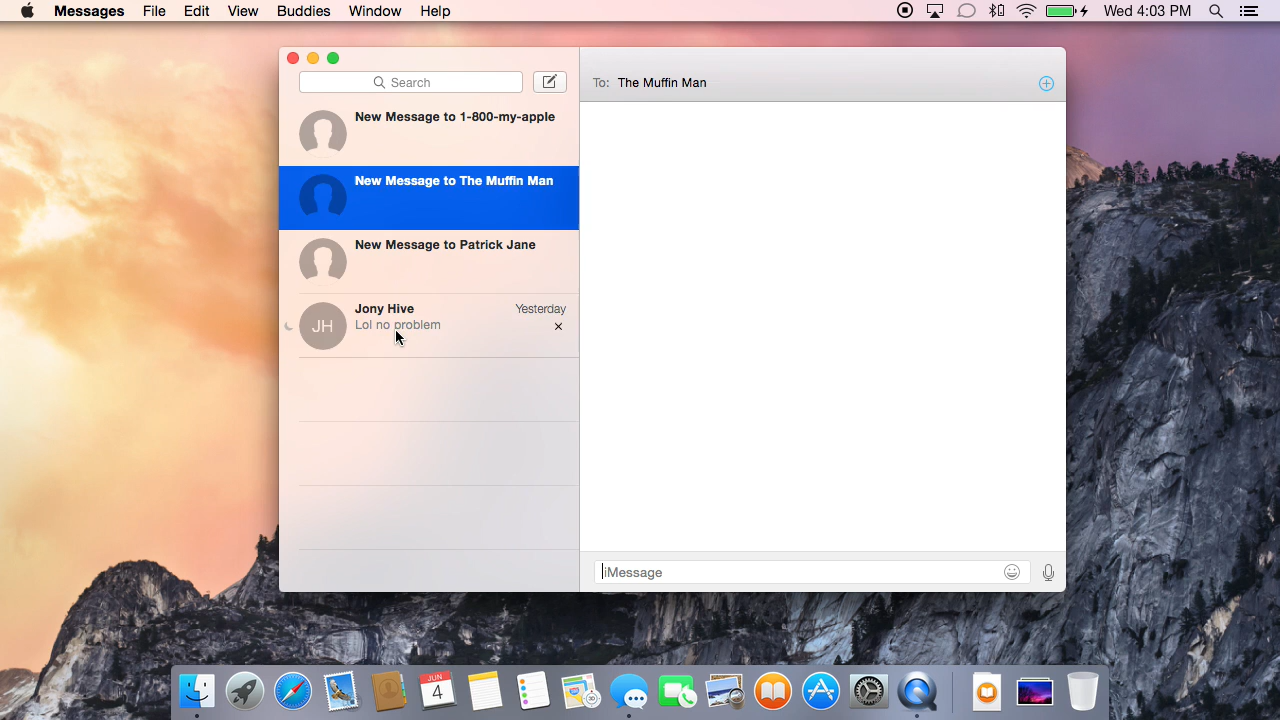 Messages File Edit View Buddies Window Help Wed 4:03 PM
Search
To: The Muffin Man
New Message to 1-800-my-apple
New Message to The Muffin Man
New Message to Patrick Jane
Jony Hive Yesterday
JH
Lol no problem
iMessage
JUN
4